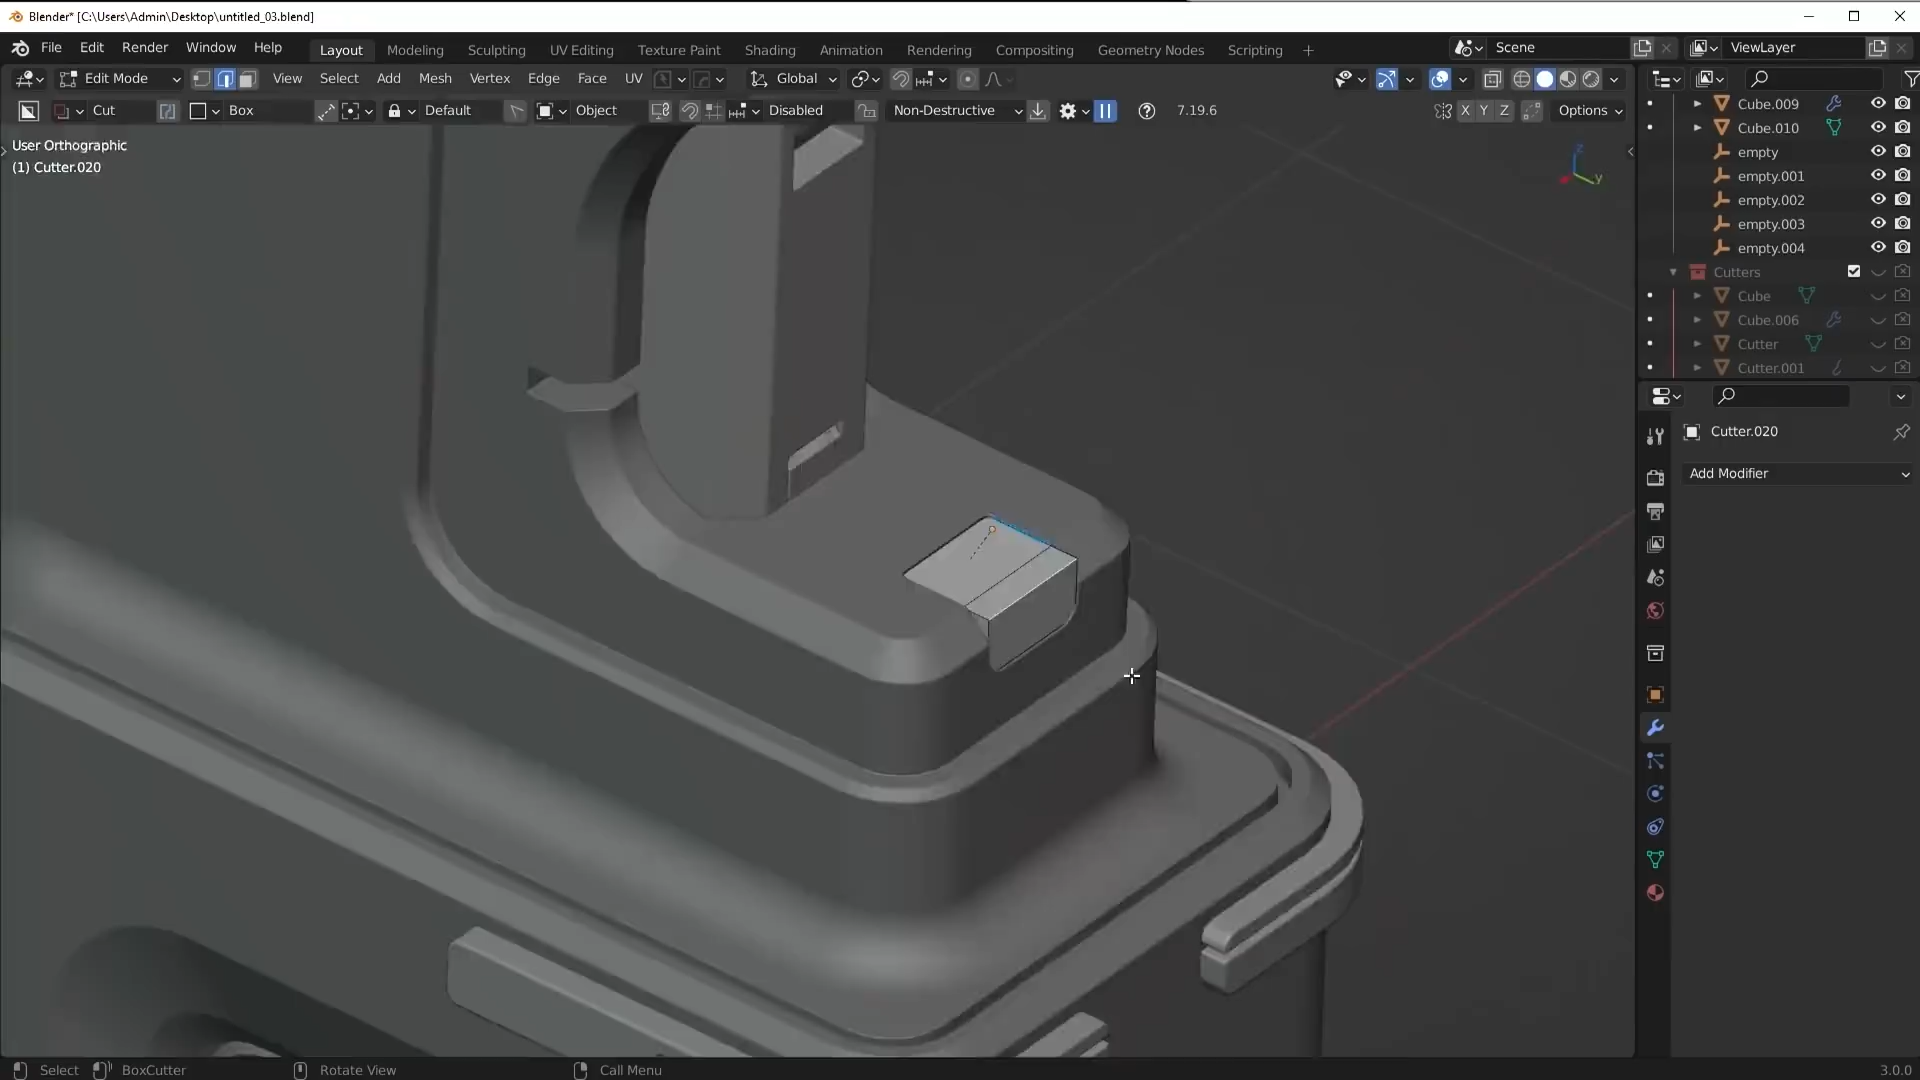 Blender* [C:\Users\Admin\Desktop\untitled_03.blend]
File Edit Render Window Help Layout Modeling Sculpting UV Editing Texture Paint Shading Animation Rendering Compositing Geometry Nodes Scripting + Scene ViewLayer
Edit Mode View Select Add Mesh Vertex Edge Face UV Global
Cut Box Default Object Disabled Non-Destructive 7.19.6 X Y Z Options
User Orthographic
(1) Cutter.020
Z
Y
Cube.009
Cube.010
empty
empty.001
empty.002
empty.003
empty.004
Cutters
Cube
Cube.006
Cutter
Cutter.001
Cutter.020
Add Modifier
Select BoxCutter Rotate View Call Menu 3.0.0